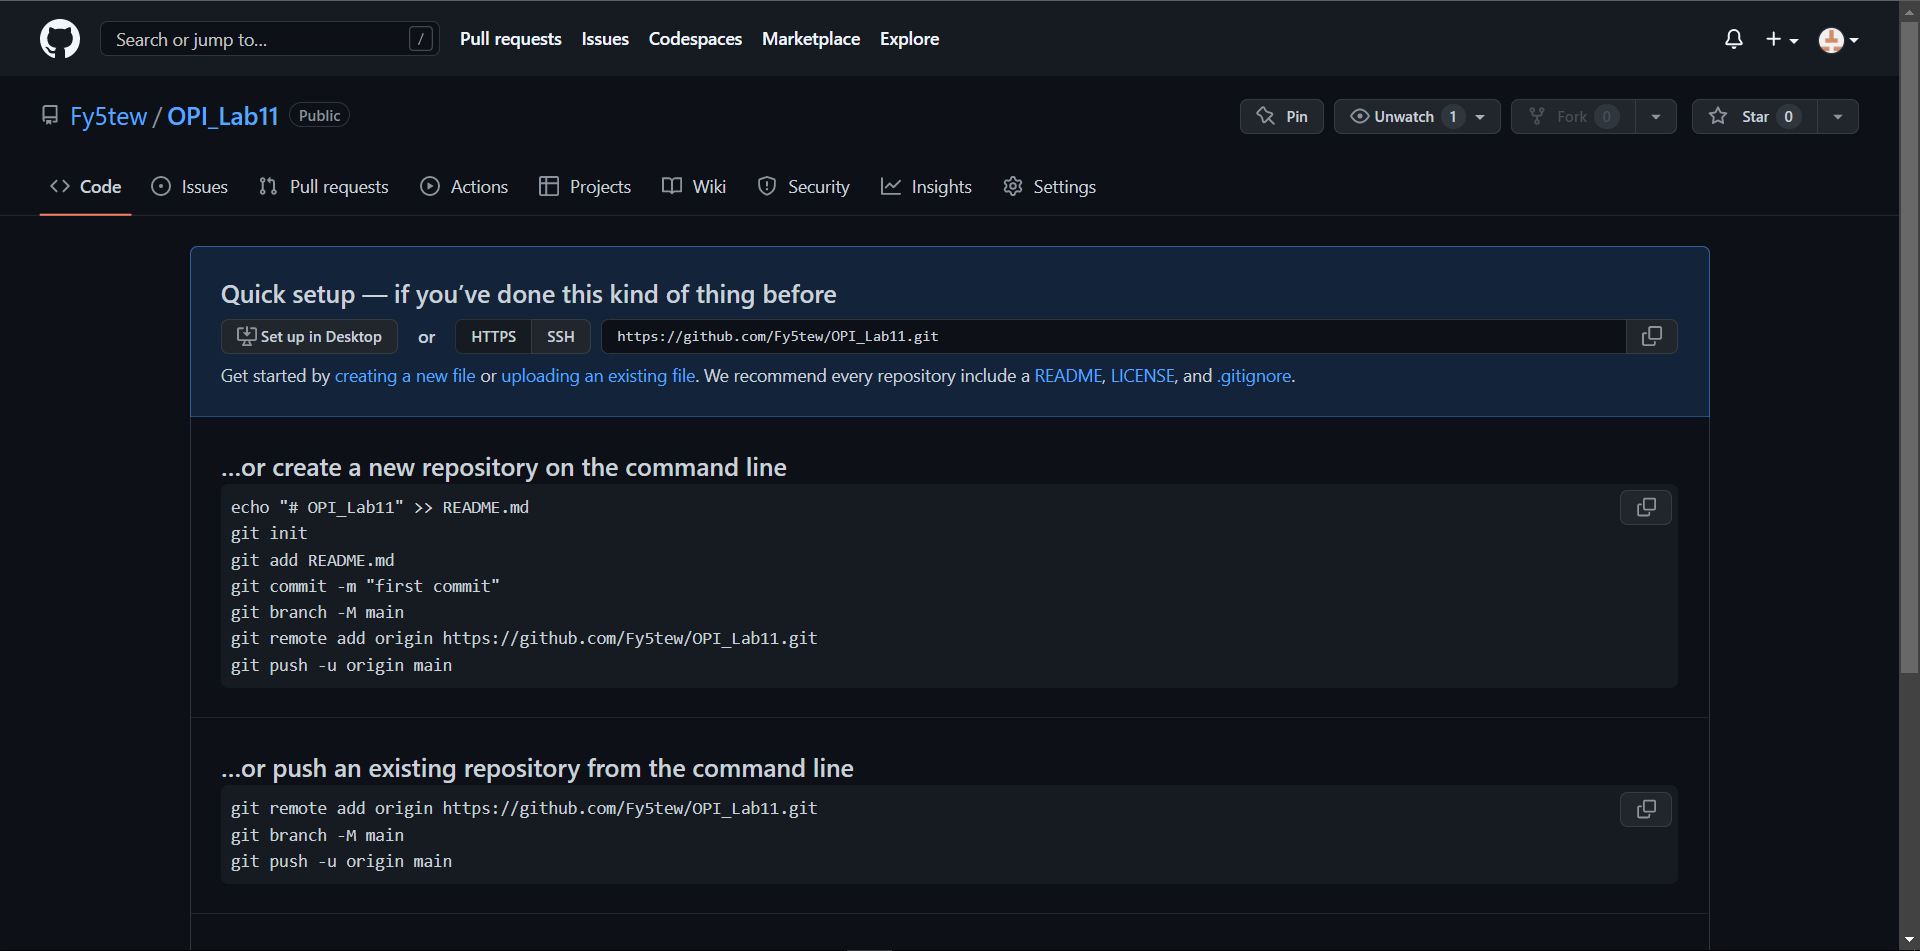 Search or jump to...
/
Pull requests
Issues
Codespaces
Marketplace
Explore
Fy5tew / OPI_Lab11
Public
Pin
Unwatch 1
Fork 0
Star 0
Code
Issues
Pull requests
Actions
Projects
Wiki
Security
Insights
Settings
Quick setup — if you’ve done this kind of thing before
Set up in Desktop
or
HTTPS
SSH
https://github.com/Fy5tew/OPI_Lab11.git
Get started by creating a new file or uploading an existing file. We recommend every repository include a README, LICENSE, and .gitignore.
…or create a new repository on the command line
echo "# OPI_Lab11" >> README.md
git init
git add README.md
git commit -m "first commit"
git branch -M main
git remote add origin https://github.com/Fy5tew/OPI_Lab11.git
git push -u origin main
…or push an existing repository from the command line
git remote add origin https://github.com/Fy5tew/OPI_Lab11.git
git branch -M main
git push -u origin main